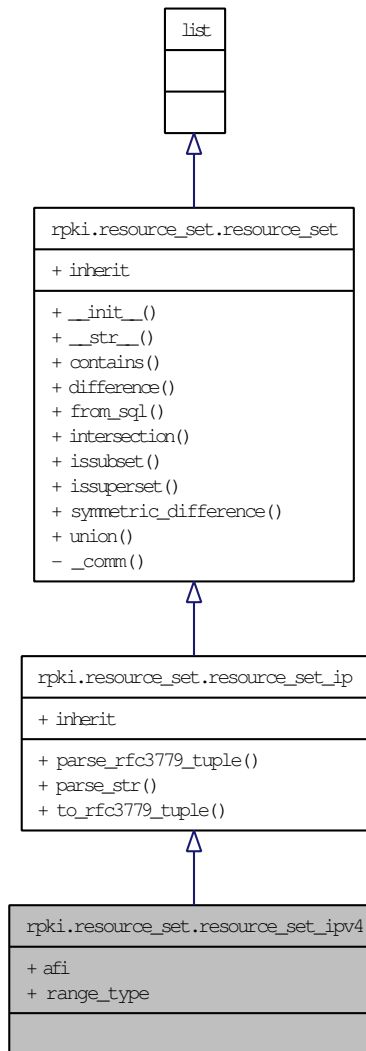 list
rpki.resource_set.resource_set
+ inherit
+ __init__()
+ __str__()
+ contains()
+ difference()
+ from_sql()
+ intersection()
+ issubset()
+ issuperset()
+ symmetric_difference()
+ union()
- _comm()
rpki.resource_set.resource_set_ip
+ inherit
+ parse_rfc3779_tuple()
+ parse_str()
+ to_rfc3779_tuple()
rpki.resource_set.resource_set_ipv4
+ afi
+ range_type